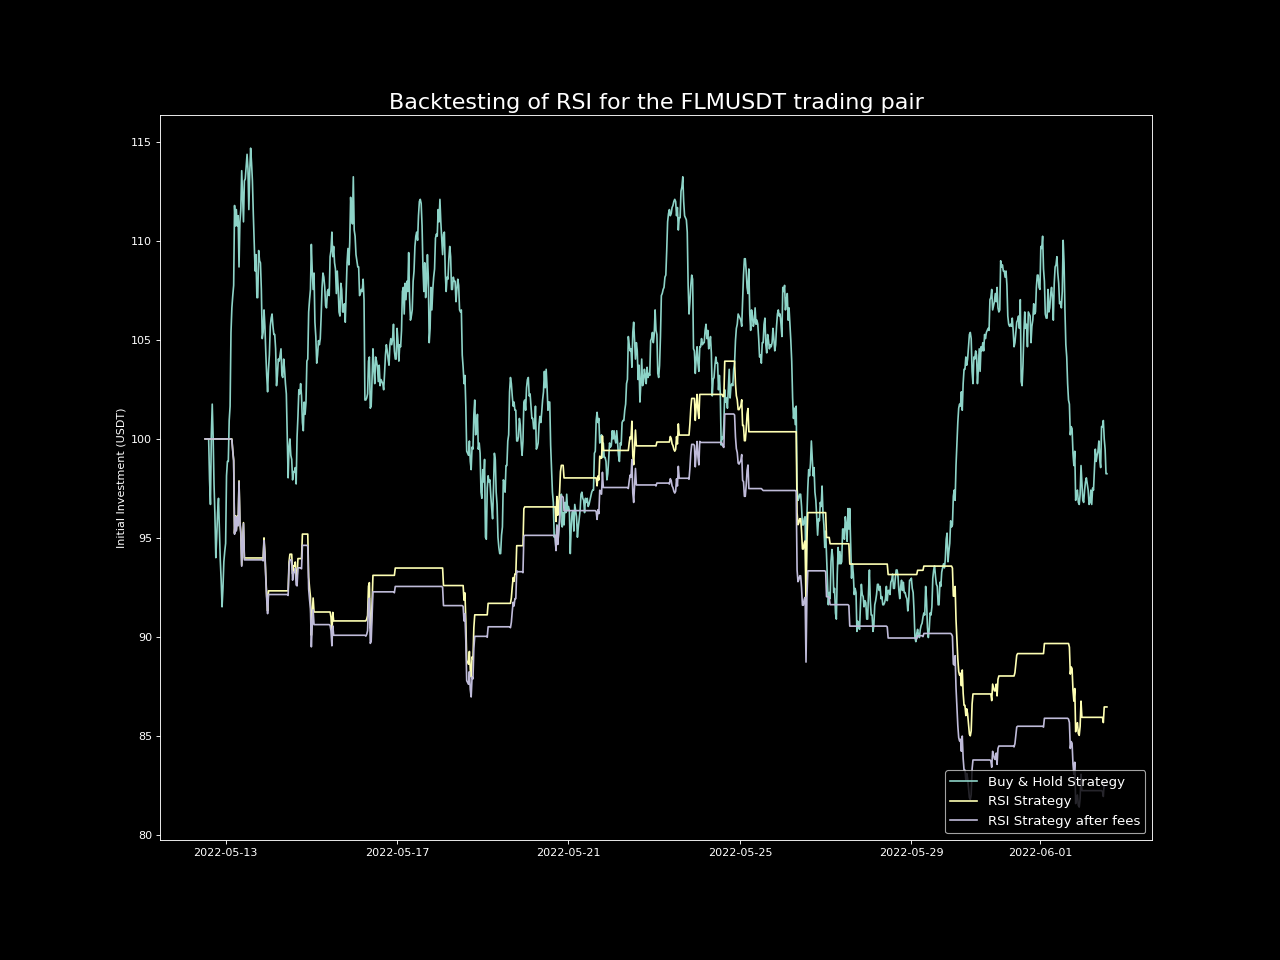 Backtesting of RSI for the FLMUSDT trading pair
Initial Investment (USDT)
115
110
105
100
95
90
85
80
2022-05-13
2022-05-17
2022-05-21
2022-05-25
2022-05-29
2022-06-01
Buy & Hold Strategy
RSI Strategy
RSI Strategy after fees